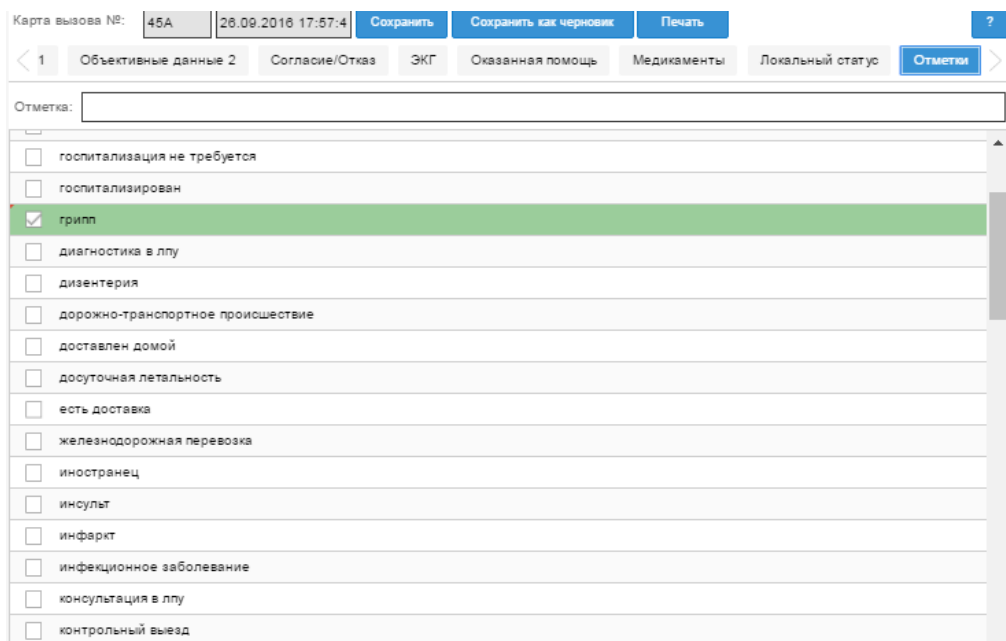 Карта вызова №: 45А 26.09.2016 17:57:4 Сохранить Сохранить как черновик Печать ?
1 Объективные данные 2 Согласие/Отказ ЭКГ Оказанная помощь Медикаменты Локальный статус Отметки
Отметка:
госпитализация не требуется
госпитализирован
грипп
диагностика в лпу
дизентерия
дорожно-транспортное происшествие
доставлен домой
досуточная летальность
есть доставка
железнодорожная перевозка
иностранец
инсульт
инфаркт
инфекционное заболевание
консультация в лпу
контрольный выезд